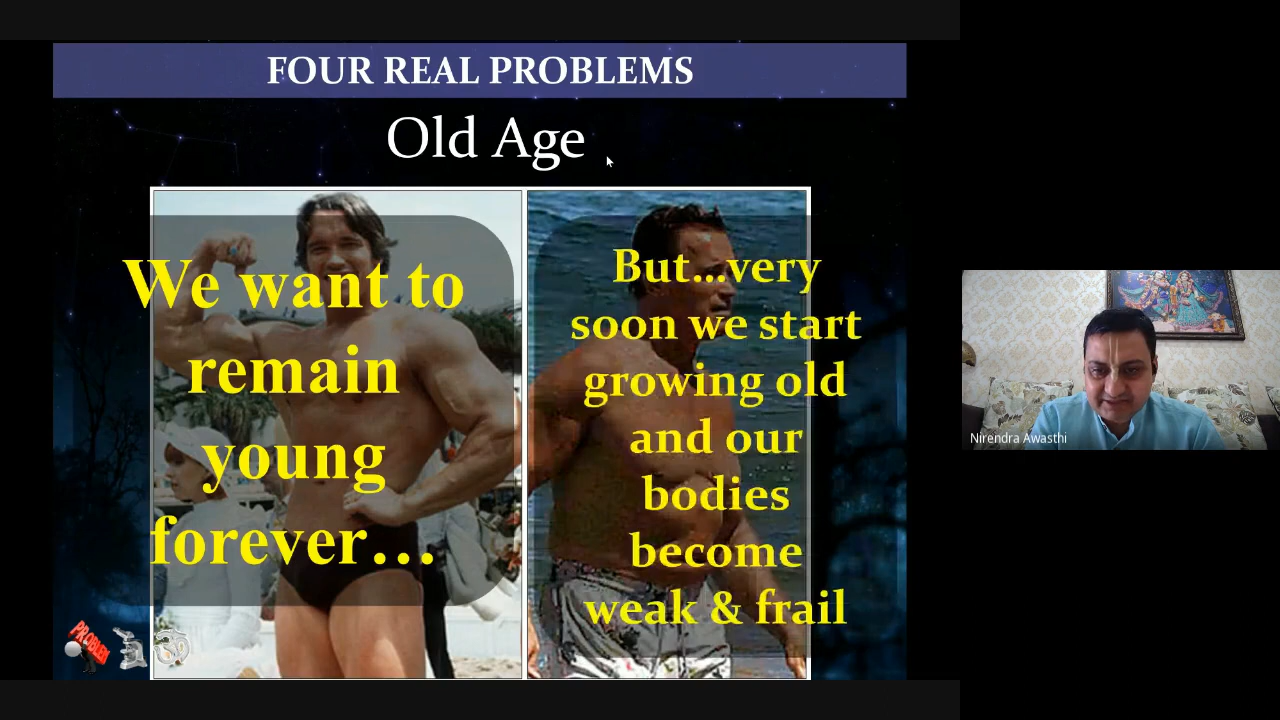 FOUR REAL PROBLEMS
Old Age
We want to
remain
young
forever...
But...very
soon we start
growing old
and our
bodies
become
weak & frail
PROBLEM
Nirendra Awasthi